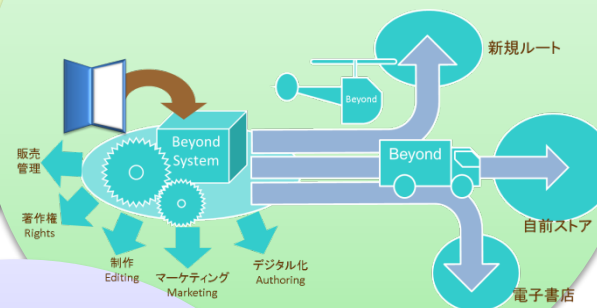 新規ルート
Beyond
Beyond
System
Beyond
販売
管理
著作権
Rights
制作
Editing
マーケティング
Marketing
デジタル化
Authoring
自前ストア
電子書店